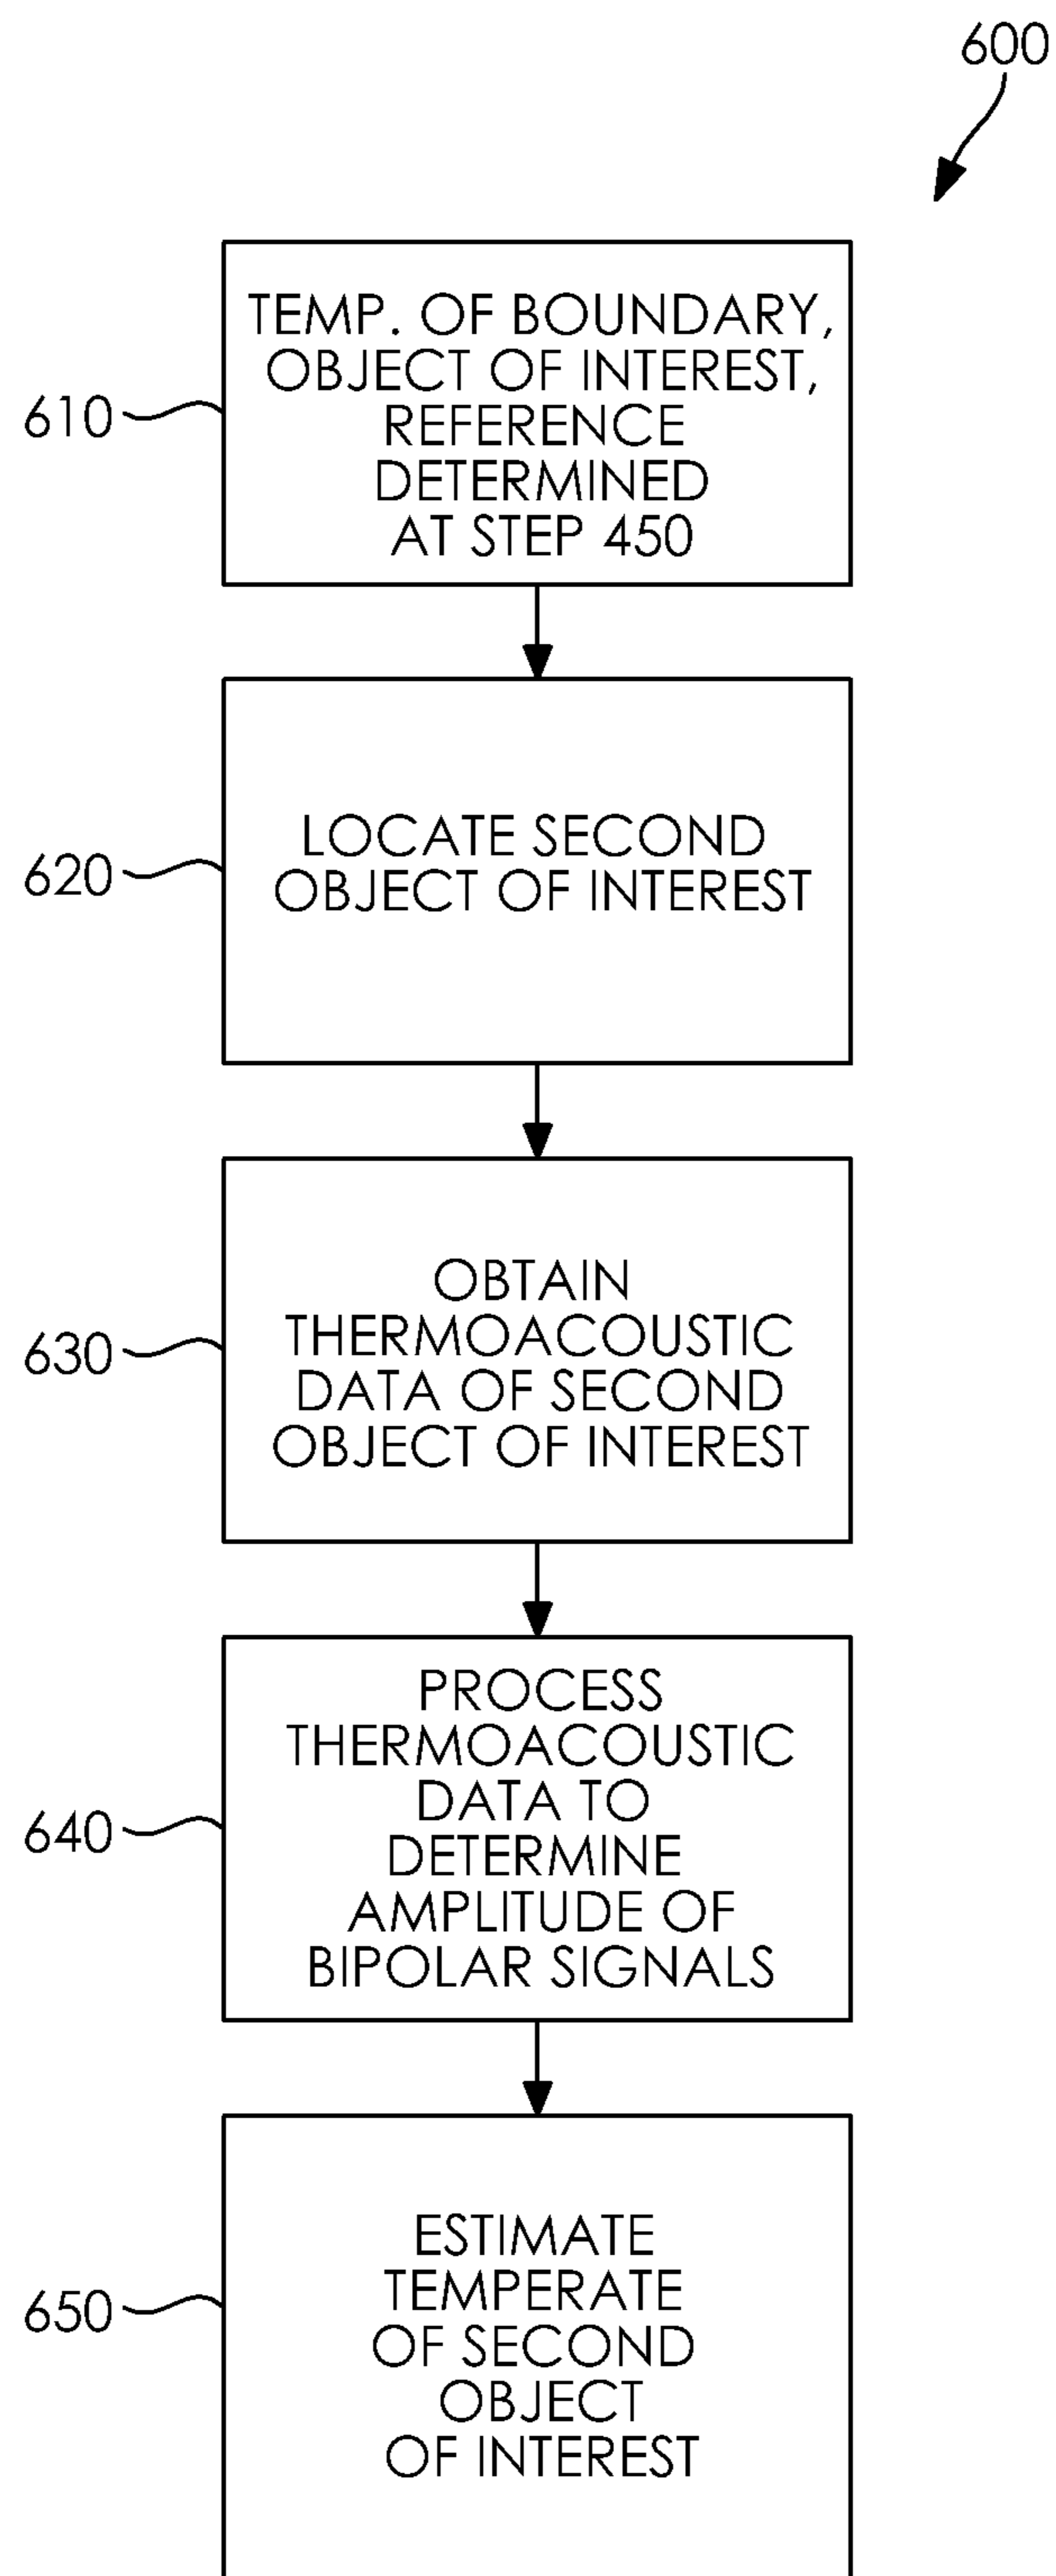 600
TEMP. OF BOUNDARY,
OBJECT OF INTEREST,
REFERENCE
DETERMINED
AT STEP 450
610
LOCATE SECOND
OBJECT OF INTEREST
620
OBTAIN
THERMOACOUSTIC
DATA OF SECOND
OBJECT OF INTEREST
630
PROCESS
THERMOACOUSTIC
DATA TO
DETERMINE
AMPLITUDE OF
BIPOLAR SIGNALS
640
ESTIMATE
TEMPERATE
OF SECOND
OBJECT
OF INTEREST
650